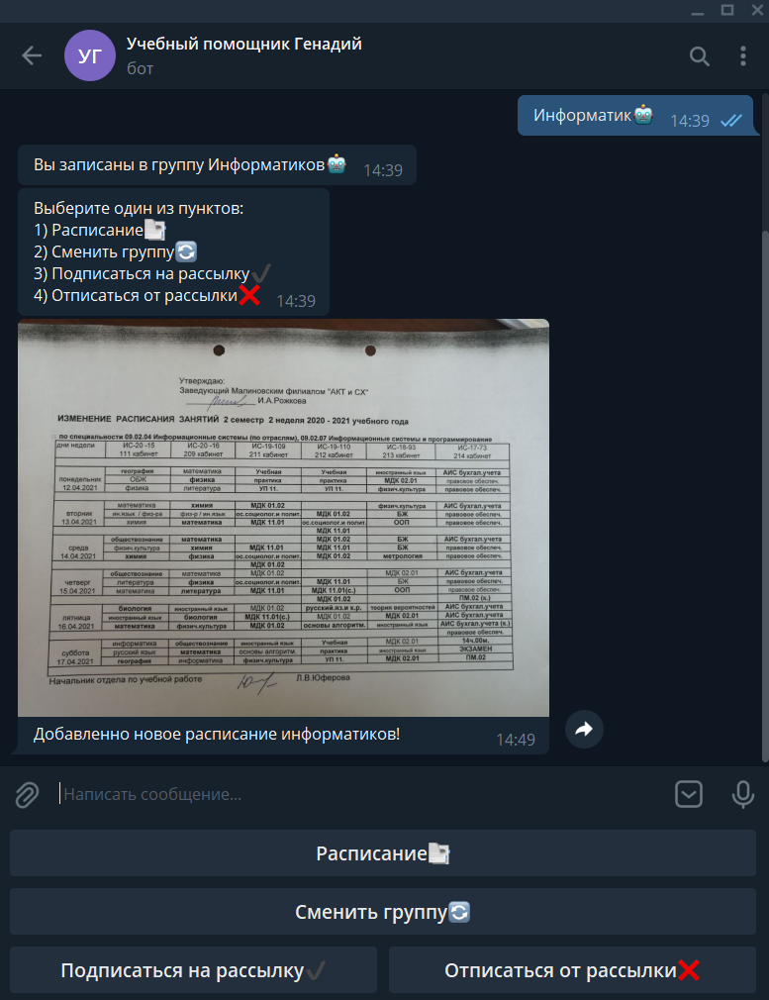 УГ
Учебный помощник Генадий
бот
Информатик🤖 14:39
Вы записаны в группу Информатиков🤖 14:39
Выберите один из пунктов:
1) Расписание📑
2) Сменить группу🔄
3) Подписаться на рассылку✔
4) Отписаться от рассылки❌ 14:39
Утверждаю:
Заведующий Малиновским филиалом "АКТ и СХ"
И.А.Рожкова
ИЗМЕНЕНИЕ РАСПИСАНИЯ ЗАНЯТИЙ 2 семестр 2 неделя 2020 - 2021 учебного года
по специальности 09.02.04 Информационные системы (по отраслям), 09.02.07 Информационные системы и программирование
дни недели ИС-20 -15 ИС-20 -16 ИС-19-109 ИС-19-110 ИС-18-93 ИС-17-73
111 кабинет 209 кабинет 211 кабинет 212 кабинет 213 кабинет 214 кабинет
география математика Учебная Учебная иностранный язык АИС бухгал.учета
понедельник ОБЖ физика практика практика МДК 02.01 правовое обеспеч.
12.04.2021 физика литература УП 11. УП 11. физич.культура правовое обеспеч.
математика химия МДК 01.02 физич.культура АИС бухгал.учета
вторник ин.язык / физ-ра физ-р / ин.язык ос.социолог.и полит. МДК 01.02 БЖ правовое обеспеч.
13.04.2021 химия математика МДК 11.01 ос.социолог.и полит. ООП правовое обеспеч.
МДК 11.01
обществознание математика МДК 01.02 БЖ АИС бухгал.учета
среда физич.культура химия МДК 11.01 МДК 11.01 БЖ правовое обеспеч.
14.04.2021 химия физика ос.социолог.и полит. МДК 01.02 метрология правовое обеспеч.
МДК 01.02
обществознание математика МДК 01.02 МДК 02.01 АИС бухгал.учета
четверг литература физика ос.социолог.и полит. МДК 11.01 БЖ правовое обеспеч.
15.04.2021 математика литература МДК 11.01 МДК 11.01(с.) ООП правовое обеспеч.
МДК 01.02 ПМ.02 (к.)
биология иностранный язык МДК 01.02 русский.яз.и к.р. теория вероятностей АИС бухгал.учета
пятница иностранный язык биология МДК 11.01(с.) МДК 01.02 МДК 02.01 АИС бухгал.учета (к.)
16.04.2021 математика физич.культура МДК 01.02 основы алгоритм. иностранный язык правовое обеспеч.
информатика обществознание иностранный язык Учебная МДК 02.01 14ч.00м.
суббота русский язык математика основы алгоритм. практика иностранный язык ЭКЗАМЕН
17.04.2021 география информатика физич.культура УП 11. МДК 02.01 ПМ.02
Начальник отдела по учебной работе Л.В.Юферова
Добавленно новое расписание информатиков! 14:49
Написать сообщение...
Расписание📑
Сменить группу🔄
Подписаться на рассылку✔ Отписаться от рассылки❌